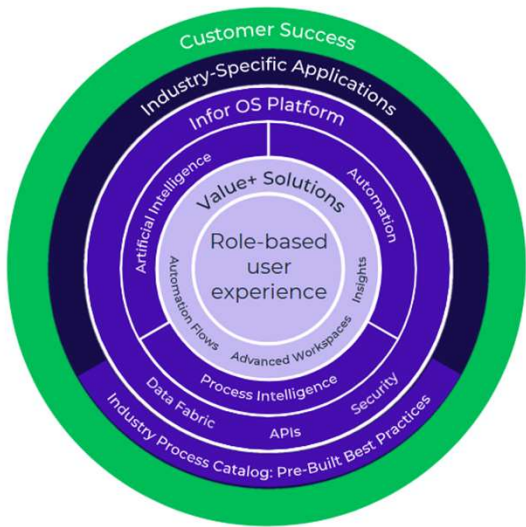 Customer Success
Industry-Specific Applications
Infor OS Platform
Artificial Intelligence
Automation
Value+ Solutions
Role-based
user
experience
Automation Flows
Advanced Workspaces
Insights
Process Intelligence
Data Fabric
APIs
Security
Industry Process Catalog: Pre-Built Best Practices